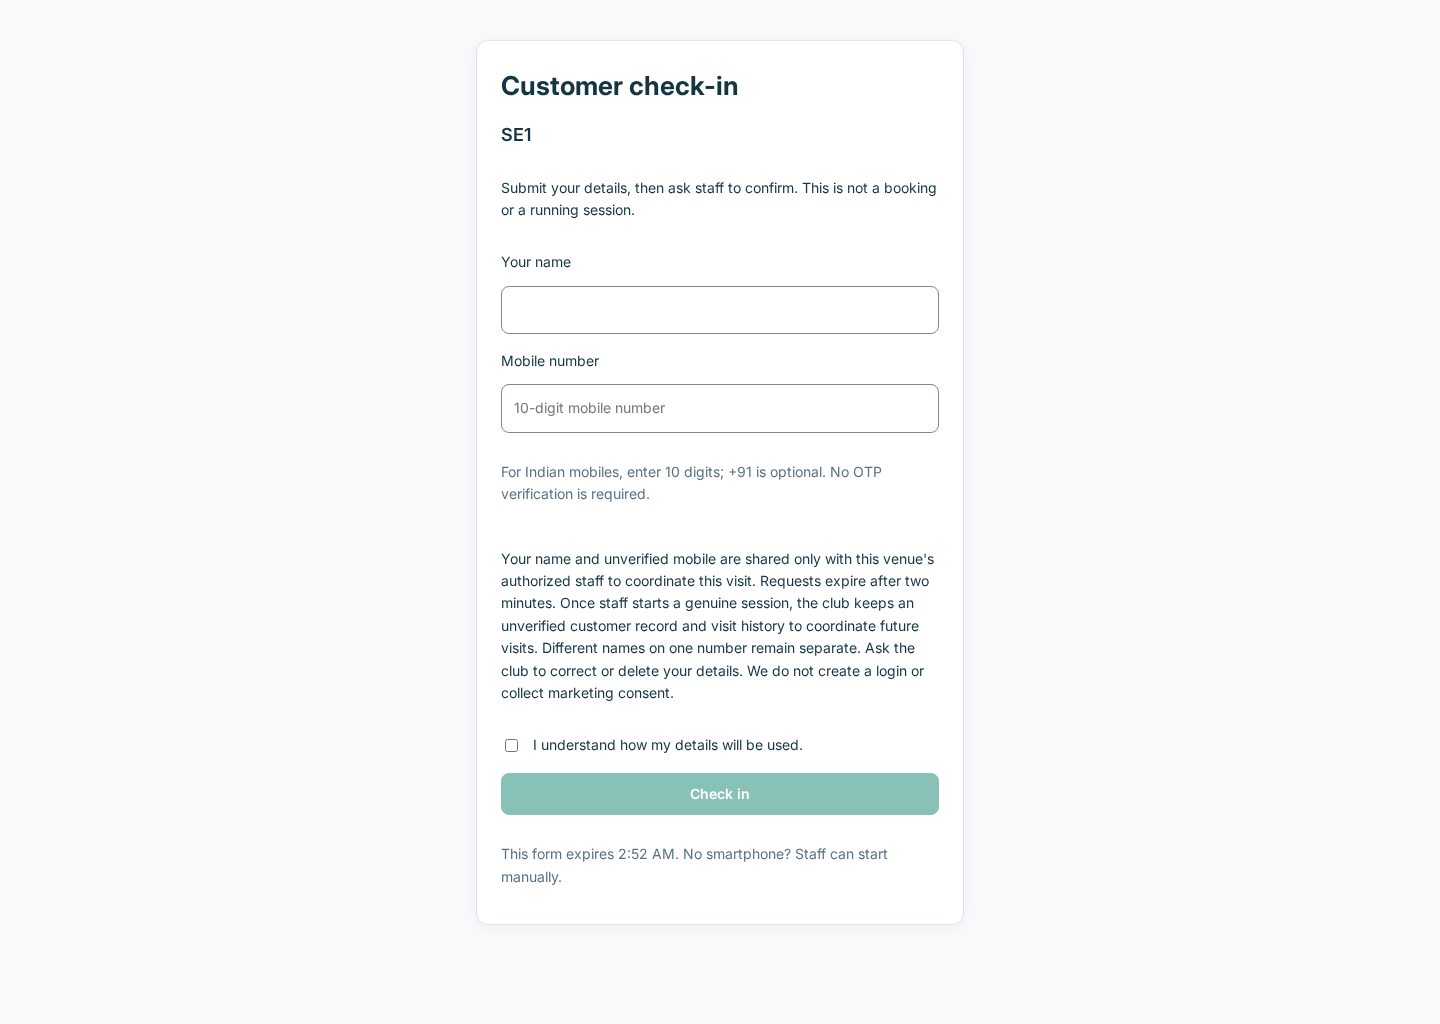 Customer check-in
SE1
Submit your details, then ask staff to confirm. This is not a booking
or a running session.
Your name
Mobile number
10-digit mobile number
For Indian mobiles, enter 10 digits; +91 is optional. No OTP
verification is required.
Your name and unverified mobile are shared only with this venue's
authorized staff to coordinate this visit. Requests expire after two
minutes. Once staff starts a genuine session, the club keeps an
unverified customer record and visit history to coordinate future
visits. Different names on one number remain separate. Ask the
club to correct or delete your details. We do not create a login or
collect marketing consent.
I understand how my details will be used.
Check in
This form expires 2:52 AM. No smartphone? Staff can start
manually.